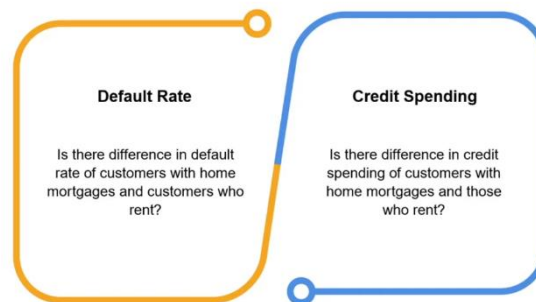 Default Rate
Is there difference in default
rate of customers with home
mortgages and customers who
rent?
Credit Spending
Is there difference in credit
spending of customers with
home mortgages and those
who rent?